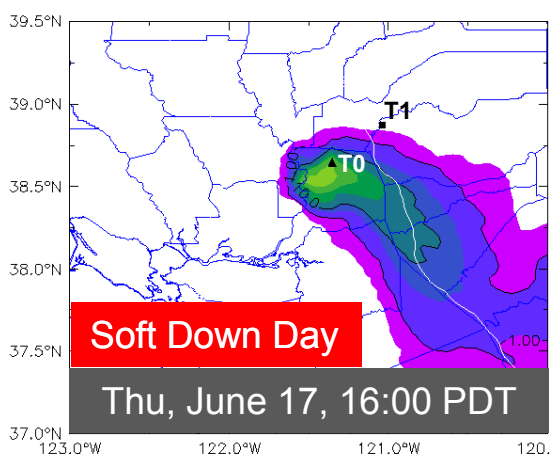 39.5°N
39.0°N
38.5°N
38.0°N
37.5°N
37.0°N
123.0°W
122.0°W
121.0°W
120.
T1
T0
1.00
Soft Down Day
Thu, June 17, 16:00 PDT